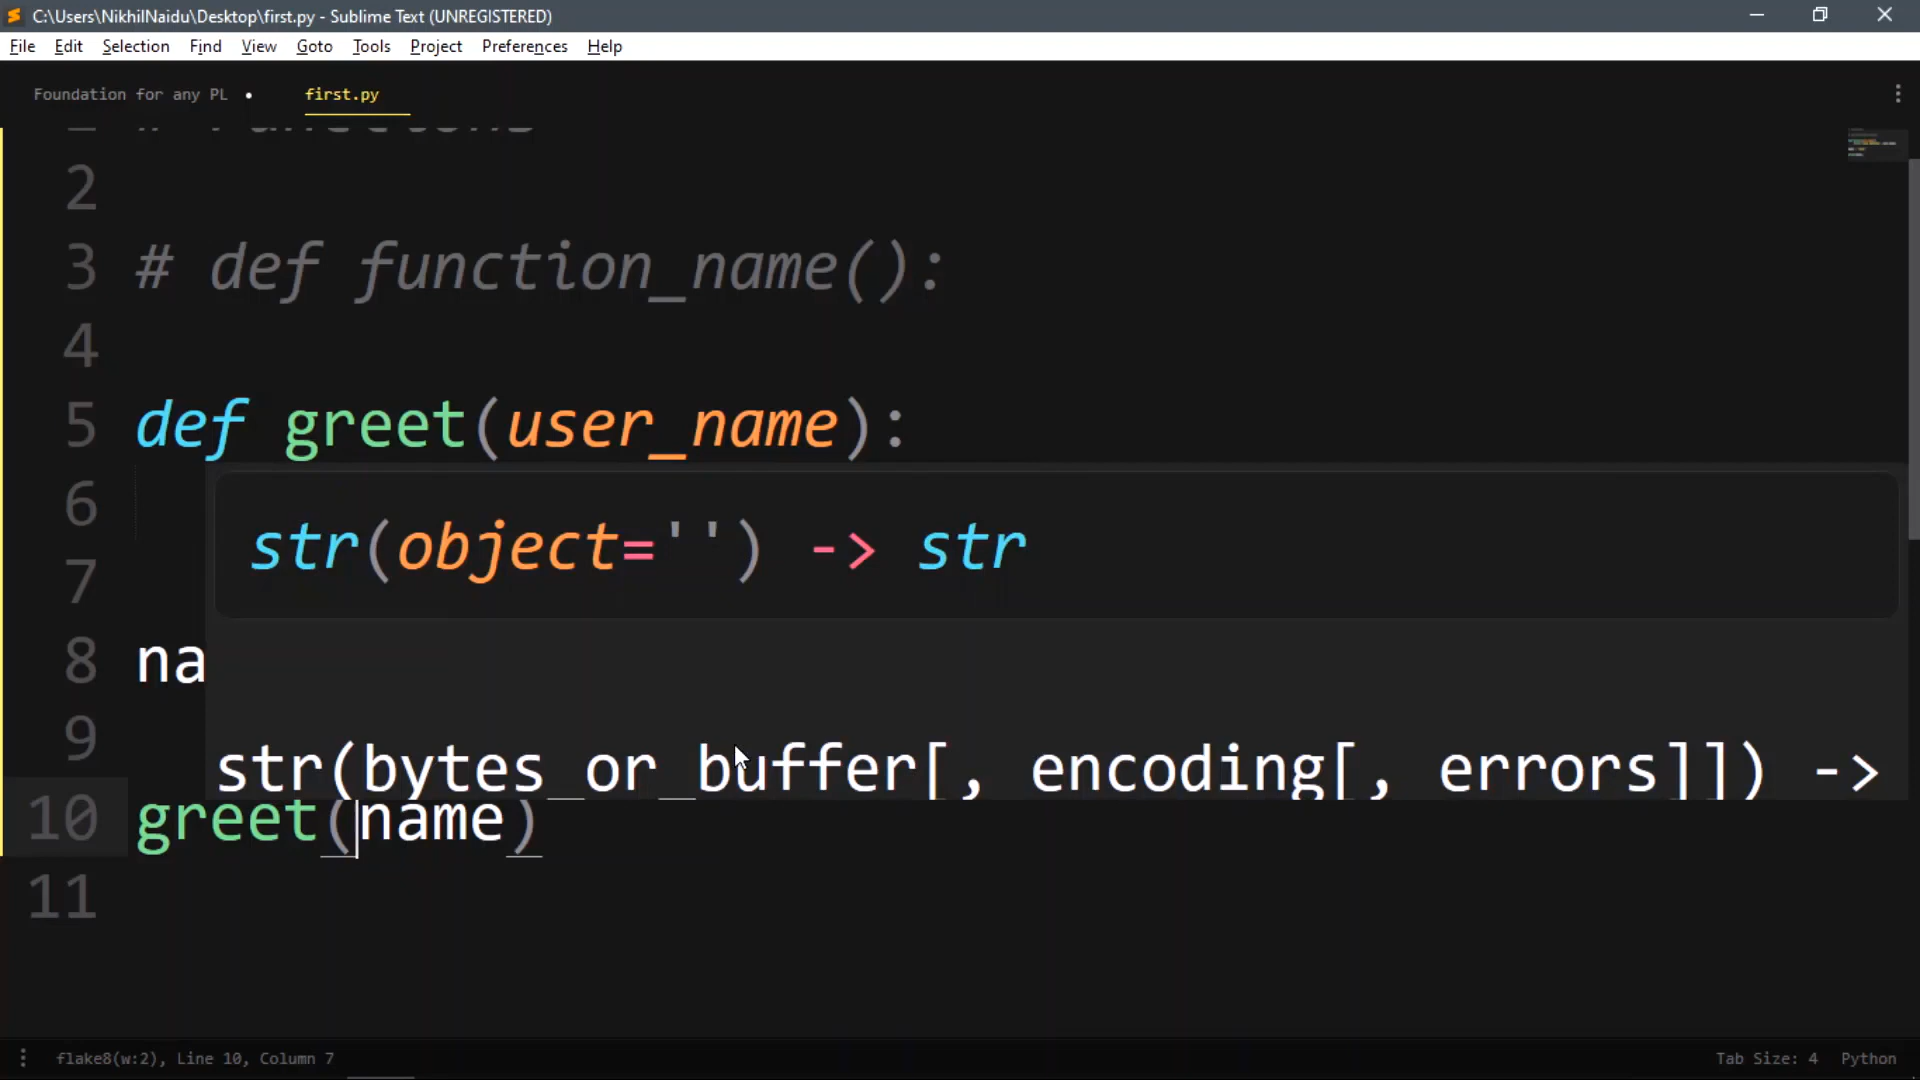 C:\Users\NikhilNaidu\Desktop\first.py - Sublime Text (UNREGISTERED)
File Edit Selection Find View Goto Tools Project Preferences Help
Foundation for any PL • first.py
2
3 # def function_name():
4
5 def greet(user_name):
6
str(object='') -> str
7
8 na
9
str(bytes_or_buffer[, encoding[, errors]]) ->
10 greet(name)
11
flake8(w:2), Line 10, Column 7 Tab Size: 4 Python